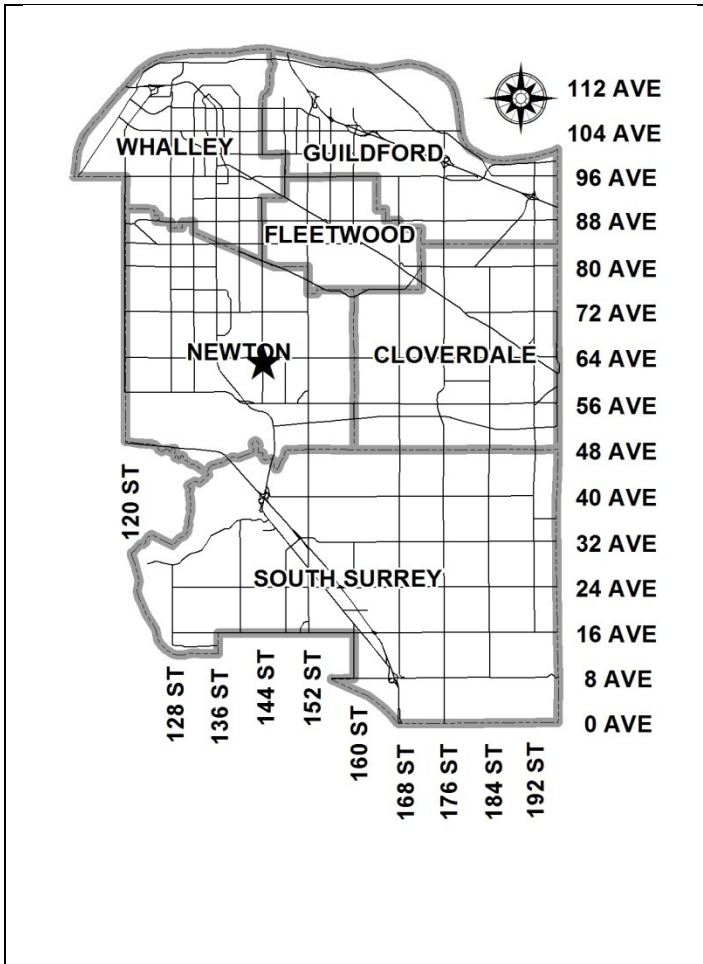 112 AVE
104 AVE
WHALLEY
GUILDFORD
96 AVE
88 AVE
FLEETWOOD
80 AVE
72 AVE
NEWTON
CLOVERDALE
64 AVE
56 AVE
48 AVE
120 ST
40 AVE
32 AVE
SOUTH SURREY
24 AVE
16 AVE
8 AVE
0 AVE
128 ST
136 ST
144 ST
152 ST
160 ST
168 ST
176 ST
184 ST
192 ST